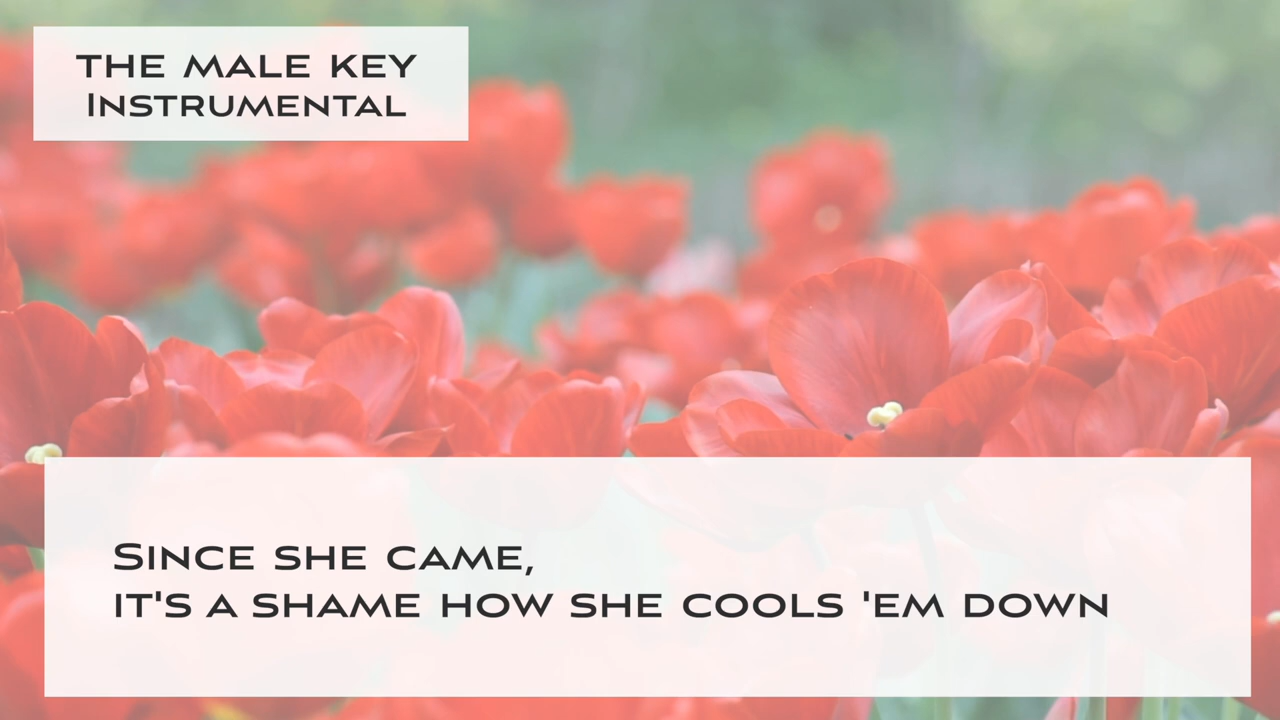 THE MALE KEY
INSTRUMENTAL
SINCE SHE CAME,
IT'S A SHAME HOW SHE COOLS 'EM DOWN